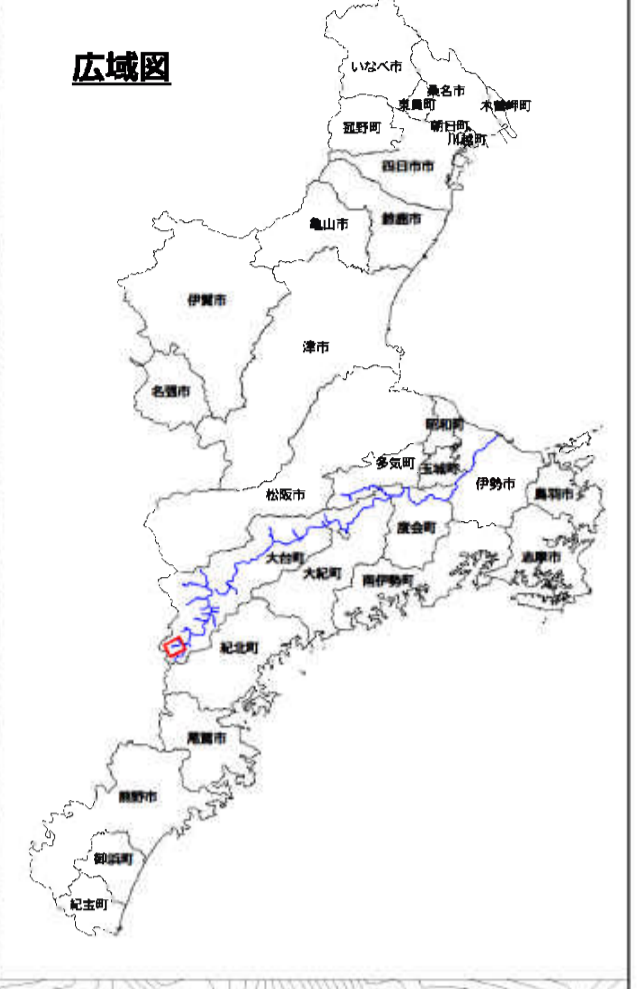 広域図
いなべ市
桑名市
東員町
木曽岬町
菰野町
朝日町
川越町
四日市市
亀山市
鈴鹿市
伊賀市
津市
名張市
明和町
多気町
玉城町
松阪市
伊勢市
鳥羽市
度会町
大台町
志摩市
大紀町
南伊勢町
紀北町
尾鷲市
熊野市
御浜町
紀宝町